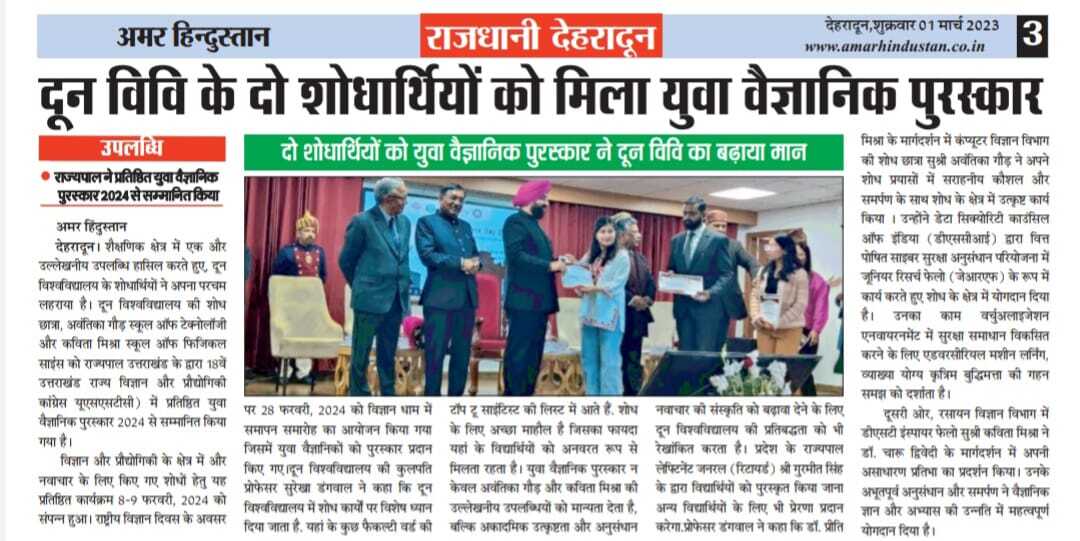 अमर हिन्दुस्तान
राजधानी देहरादून
देहरादून,शुक्रवार 01 मार्च 2023
www.amarhindustan.co.in
3
दून विवि के दो शोधार्थियों को मिला युवा वैज्ञानिक पुरस्कार
उपलब्धि
• राज्यपाल ने प्रतिष्ठित युवा वैज्ञानिक
पुरस्कार 2024 से सम्मानित किया
अमर हिंदुस्तान
देहरादून। शैक्षणिक क्षेत्र में एक और
उल्लेखनीय उपलब्धि हासिल करते हुए, दून
विश्वविद्यालय के शोधार्थियों ने अपना परचम
लहराया है। दून विश्वविद्यालय की शोध
छात्रा, अवंतिका गौड़ स्कूल ऑफ टेक्नोलॉजी
और कविता मिश्रा स्कूल ऑफ फिजिकल
साइंस को राज्यपाल उत्तराखंड के द्वारा 18वें
उत्तराखंड राज्य विज्ञान और प्रौद्योगिकी
कांग्रेस यूएसएसटीसी) में प्रतिष्ठित युवा
वैज्ञानिक पुरस्कार 2024 से सम्मानित किया
गया है।
विज्ञान और प्रौद्योगिकी के क्षेत्र में और
नवाचार के लिए किए गए शोधों हेतु यह
प्रतिष्ठित कार्यक्रम 8-9 फरवरी, 2024 को
संपन्न हुआ। राष्ट्रीय विज्ञान दिवस के अवसर
दो शोधार्थियों को युवा वैज्ञानिक पुरस्कार ने दून विवि का बढ़ाया मान
पर 28 फरवरी, 2024 को विज्ञान धाम में
समापन समारोह का आयोजन किया गया
जिसमें युवा वैज्ञानिकों को पुरस्कार प्रदान
किए गए।दून विश्वविद्यालय की कुलपति
प्रोफेसर सुरेखा डंगवाल ने कहा कि दून
विश्वविद्यालय में शोध कार्यों पर विशेष ध्यान
दिया जाता है. यहां के कुछ फैकल्टी वर्ड की
टॉप टू साइंटिस्ट की लिस्ट में आते हैं. शोध
के लिए अच्छा माहौल है जिसका फायदा
यहां के विद्यार्थियों को अनवरत रूप से
मिलता रहता है। युवा वैज्ञानिक पुरस्कार न
केवल अवंतिका गौड़ और कविता मिश्रा की
उल्लेखनीय उपलब्धियों को मान्यता देता है,
बल्कि अकादमिक उत्कृष्टता और अनुसंधान
नवाचार की संस्कृति को बढ़ावा देने के लिए
दून विश्वविद्यालय की प्रतिबद्धता को भी
रेखांकित करता है। प्रदेश के राज्यपाल
लेफ्टिनेंट जनरल (रिटायर्ड) श्री गुरमीत सिंह
के द्वारा विद्यार्थियों को पुरस्कृत किया जाना
अन्य विद्यार्थियों के लिए भी प्रेरणा प्रदान
करेगा.प्रोफेसर डंगवाल ने कहा कि डॉ. प्रीति
मिश्रा के मार्गदर्शन में कंप्यूटर विज्ञान विभाग
की शोध छात्रा सुश्री अवंतिका गौड़ ने अपने
शोध प्रयासों में सराहनीय कौशल और
समर्पण के साथ शोध के क्षेत्र में उत्कृष्ट कार्य
किया । उन्होंने डेटा सिक्योरिटी काउंसिल
ऑफ इंडिया (डीएससीआई) द्वारा वित्त
पोषित साइबर सुरक्षा अनुसंधान परियोजना में
जूनियर रिसर्च फेलो (जेआरएफ) के रूप में
कार्य करते हुए शोध के क्षेत्र में योगदान दिया
है। उनका काम वर्चुअलाइजेशन
एनवायरनमेंट में सुरक्षा समाधान विकसित
करने के लिए एडवरसीरियल मशीन लर्निंग,
व्याख्या योग्य कृत्रिम बुद्धिमत्ता की गहन
समझ को दर्शाता है।
दूसरी ओर, रसायन विज्ञान विभाग में
डीएसटी इंस्पायर फेलो सुश्री कविता मिश्रा ने
डॉ. चारू द्विवेदी के मार्गदर्शन में अपनी
असाधारण प्रतिभा का प्रदर्शन किया। उनके
अभूतपूर्व अनुसंधान और समर्पण ने वैज्ञानिक
ज्ञान और अभ्यास की उन्नति में महत्वपूर्ण
योगदान दिया है।